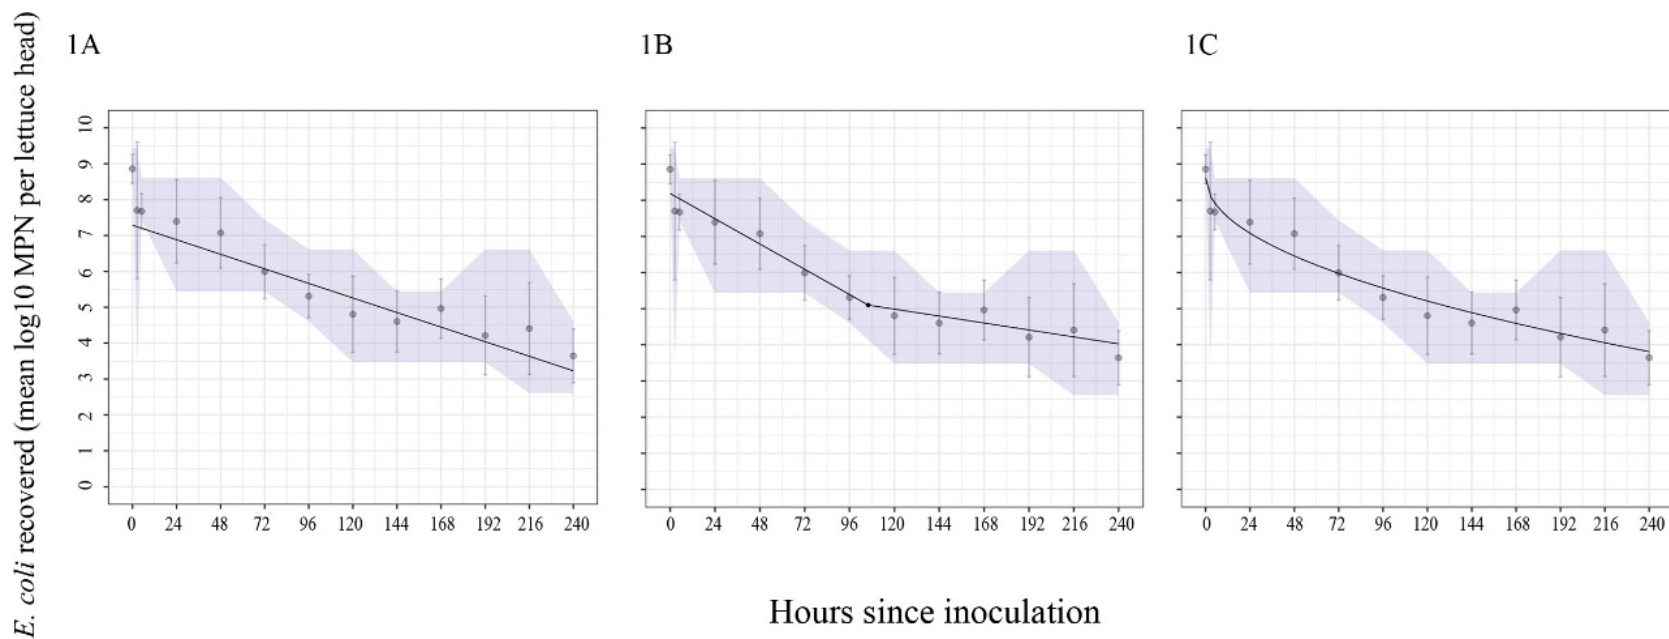 E. coli recovered (mean log10 MPN per lettuce head)
1A
1B
1C
10
9
8
7
6
5
4
3
2
1
0
0 24 48 72 96 120 144 168 192 216 240
0 24 48 72 96 120 144 168 192 216 240
0 24 48 72 96 120 144 168 192 216 240
Hours since inoculation